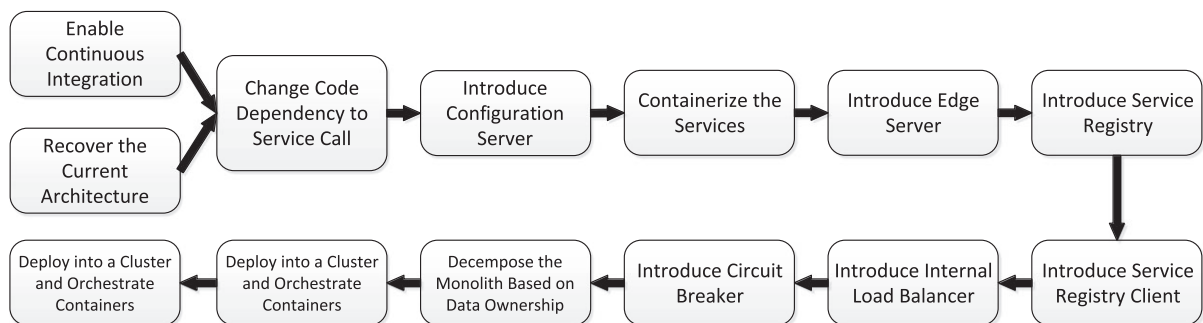 Enable
Continuous
Integration
Recover the
Current
Architecture
Change Code
Dependency to
Service Call
Introduce
Configuration
Server
Containerize the
Services
Introduce Edge
Server
Introduce Service
Registry
Introduce Service
Registry Client
Introduce Internal
Load Balancer
Introduce Circuit
Breaker
Decompose the
Monolith Based on
Data Ownership
Deploy into a Cluster
and Orchestrate
Containers
Deploy into a Cluster
and Orchestrate
Containers